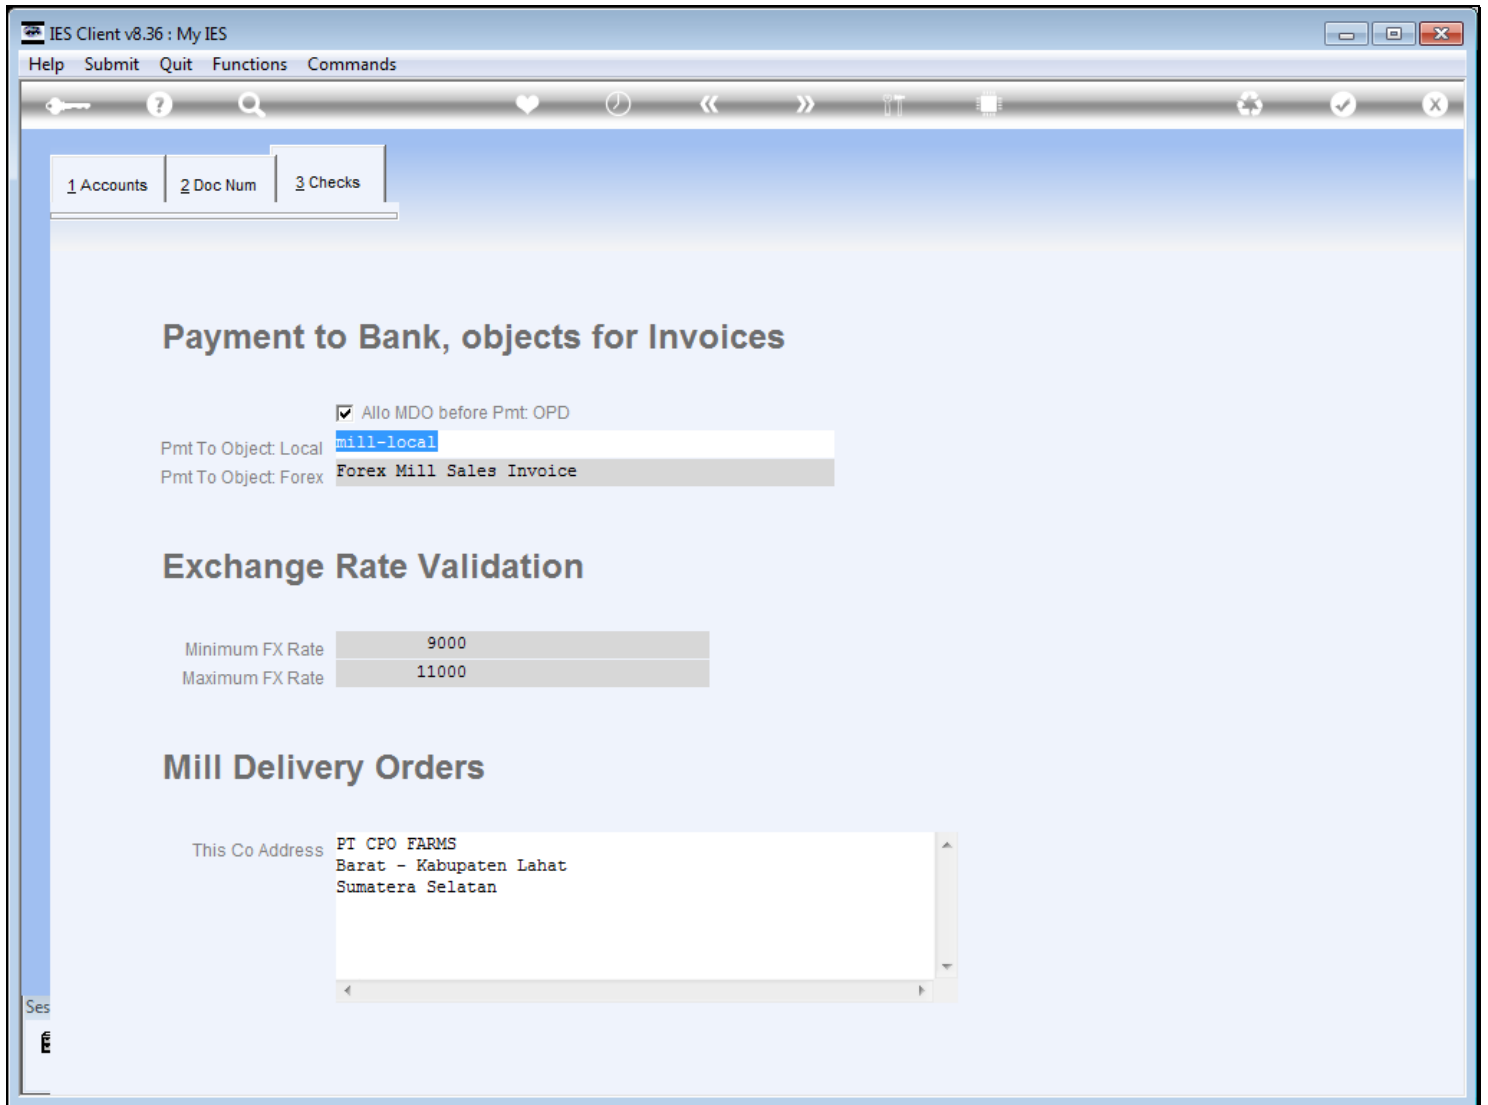 IES Client v8.36 : My IES
Help Submit Quit Functions Commands
1 Accounts 2 Doc Num 3 Checks
Payment to Bank, objects for Invoices
Allo MDO before Pmt: OPD
Pmt To Object: Local mill-local
Pmt To Object: Forex Forex Mill Sales Invoice
Exchange Rate Validation
Minimum FX Rate 9000
Maximum FX Rate 11000
Mill Delivery Orders
This Co Address PT CPO FARMS
Barat - Kabupaten Lahat
Sumatera Selatan
Ses